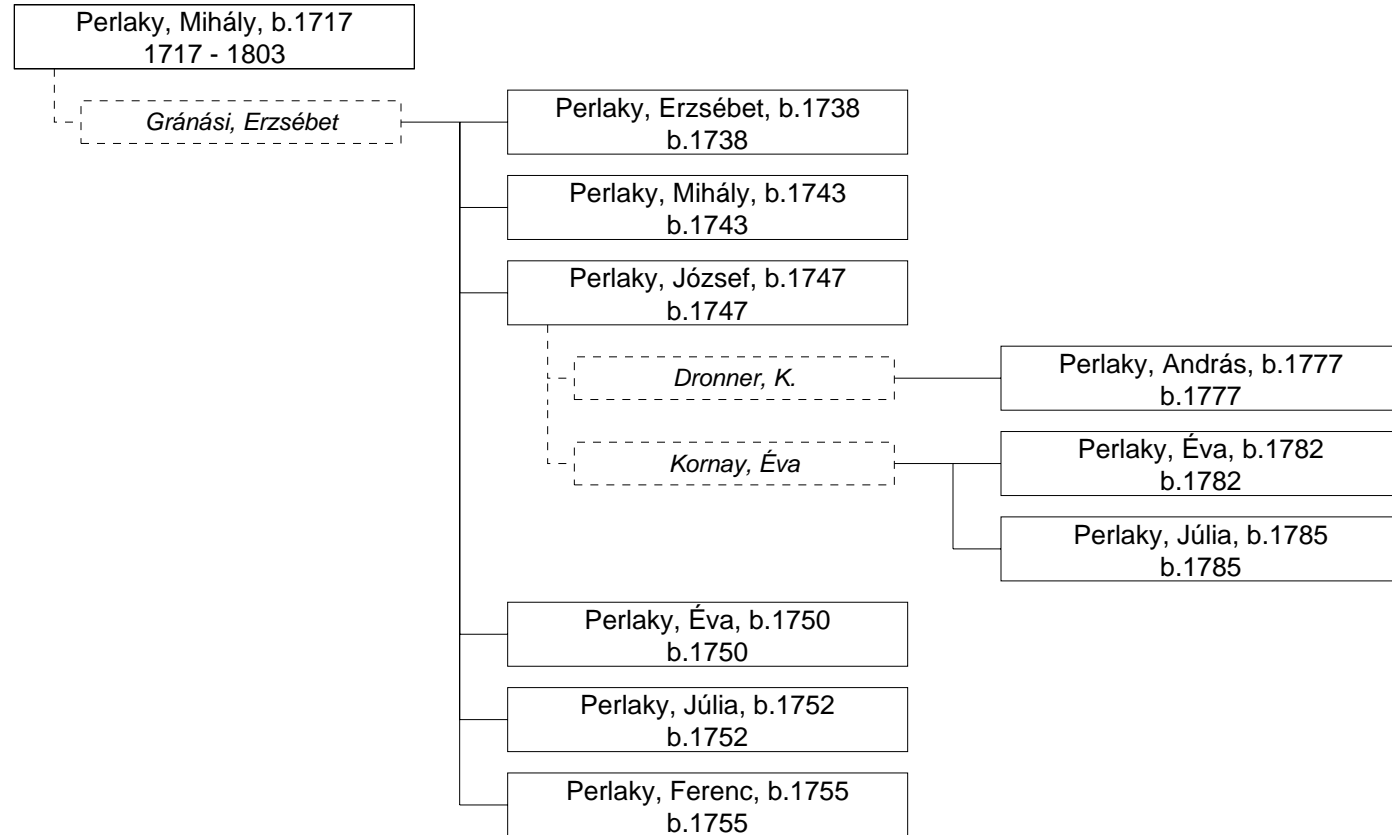 Perlaky, Mihály, b.1717
1717 - 1803
Gránási, Erzsébet
Perlaky, Erzsébet, b.1738
b.1738
Perlaky, Mihály, b.1743
b.1743
Perlaky, József, b.1747
b.1747
Dronner, K.
Perlaky, András, b.1777
b.1777
Kornay, Éva
Perlaky, Éva, b.1782
b.1782
Perlaky, Júlia, b.1785
b.1785
Perlaky, Éva, b.1750
b.1750
Perlaky, Júlia, b.1752
b.1752
Perlaky, Ferenc, b.1755
b.1755